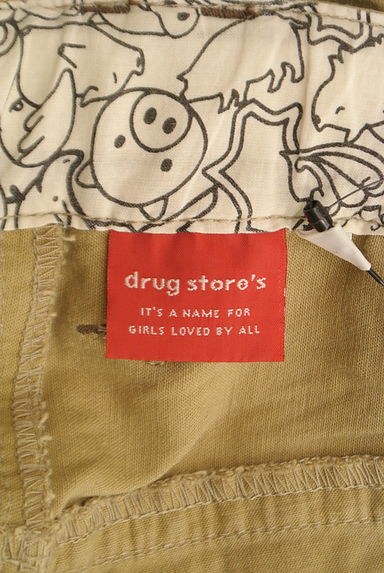 drug store's
IT'S A NAME FOR
GIRLS LOVED BY ALL